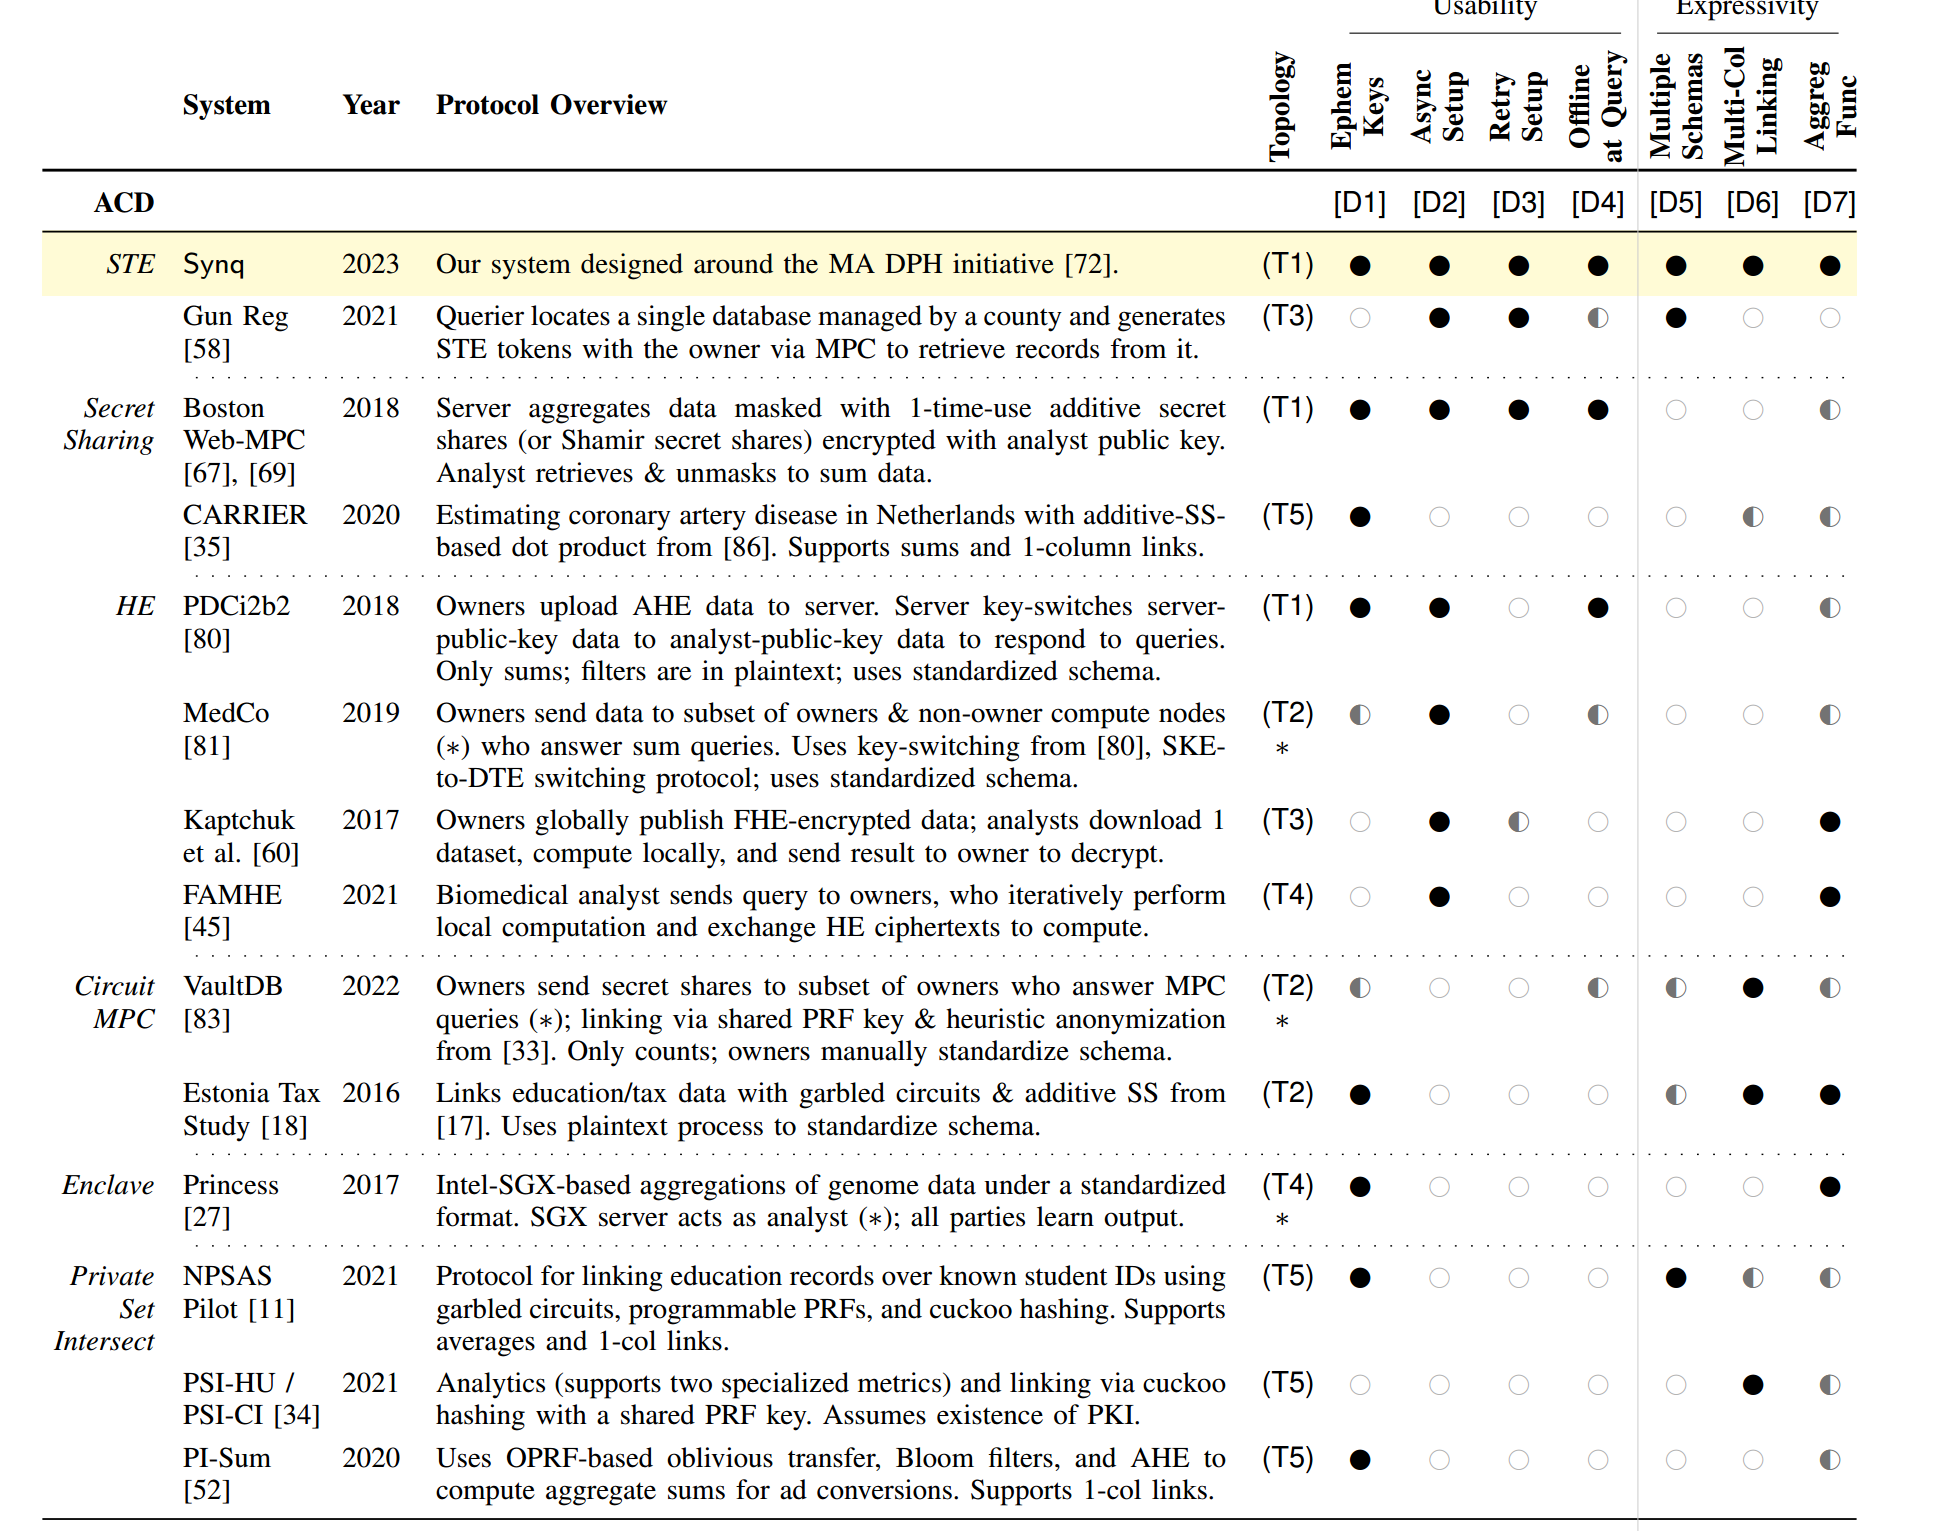 Usability Expressivity
System Year Protocol Overview Topology Ephem Keys Async Setup Retry Setup Offline at Query Multiple Schemas Multi-Col Linking Aggreg Func
ACD [D1] [D2] [D3] [D4] [D5] [D6] [D7]
STE Synq 2023 Our system designed around the MA DPH initiative [72]. (T1) ● ● ● ● ● ● ●
Gun Reg 2021 Querier locates a single database managed by a county and generates (T3) ○ ● ● ◐ ● ○ ○
[58] STE tokens with the owner via MPC to retrieve records from it.
Secret Boston 2018 Server aggregates data masked with 1-time-use additive secret (T1) ● ● ● ● ○ ○ ◐
Sharing Web-MPC shares (or Shamir secret shares) encrypted with analyst public key.
[67], [69] Analyst retrieves & unmasks to sum data.
CARRIER 2020 Estimating coronary artery disease in Netherlands with additive-SS- (T5) ● ○ ○ ○ ○ ◐ ◐
[35] based dot product from [86]. Supports sums and 1-column links.
HE PDCi2b2 2018 Owners upload AHE data to server. Server key-switches server- (T1) ● ● ○ ● ○ ○ ◐
[80] public-key data to analyst-public-key data to respond to queries.
Only sums; filters are in plaintext; uses standardized schema.
MedCo 2019 Owners send data to subset of owners & non-owner compute nodes (T2) ◐ ● ○ ◐ ○ ○ ◐
[81] (∗) who answer sum queries. Uses key-switching from [80], SKE- ∗
to-DTE switching protocol; uses standardized schema.
Kaptchuk 2017 Owners globally publish FHE-encrypted data; analysts download 1 (T3) ○ ● ◐ ○ ○ ○ ●
et al. [60] dataset, compute locally, and send result to owner to decrypt.
FAMHE 2021 Biomedical analyst sends query to owners, who iteratively perform (T4) ○ ● ○ ○ ○ ○ ●
[45] local computation and exchange HE ciphertexts to compute.
Circuit VaultDB 2022 Owners send secret shares to subset of owners who answer MPC (T2) ◐ ○ ○ ◐ ◐ ● ◐
MPC [83] queries (∗); linking via shared PRF key & heuristic anonymization ∗
from [33]. Only counts; owners manually standardize schema.
Estonia Tax 2016 Links education/tax data with garbled circuits & additive SS from (T2) ● ○ ○ ○ ◐ ● ●
Study [18] [17]. Uses plaintext process to standardize schema.
Enclave Princess 2017 Intel-SGX-based aggregations of genome data under a standardized (T4) ● ○ ○ ○ ○ ○ ●
[27] format. SGX server acts as analyst (∗); all parties learn output. ∗
Private NPSAS 2021 Protocol for linking education records over known student IDs using (T5) ● ○ ○ ○ ● ◐ ◐
Set Pilot [11] garbled circuits, programmable PRFs, and cuckoo hashing. Supports
Intersect averages and 1-col links.
PSI-HU / 2021 Analytics (supports two specialized metrics) and linking via cuckoo (T5) ○ ○ ○ ○ ○ ● ◐
PSI-CI [34] hashing with a shared PRF key. Assumes existence of PKI.
PI-Sum 2020 Uses OPRF-based oblivious transfer, Bloom filters, and AHE to (T5) ● ○ ○ ○ ○ ○ ◐
[52] compute aggregate sums for ad conversions. Supports 1-col links.